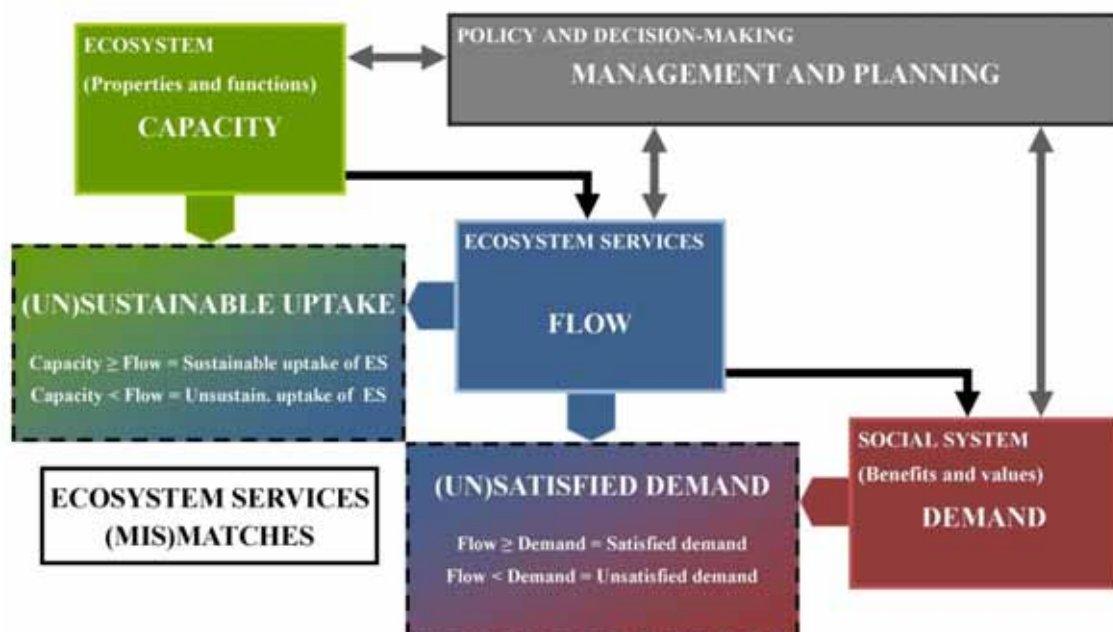 ECOSYSTEM
(Properties and functions)
CAPACITY
POLICY AND DECISION-MAKING
MANAGEMENT AND PLANNING
ECOSYSTEM SERVICES
FLOW
(UN)SUSTAINABLE UPTAKE
Capacity ≥ Flow = Sustainable uptake of ES
Capacity < Flow = Unsustain. uptake of ES
SOCIAL SYSTEM
(Benefits and values)
DEMAND
(UN)SATISFIED DEMAND
Flow ≥ Demand = Satisfied demand
Flow < Demand = Unsatisfied demand
ECOSYSTEM SERVICES
(MIS)MATCHES